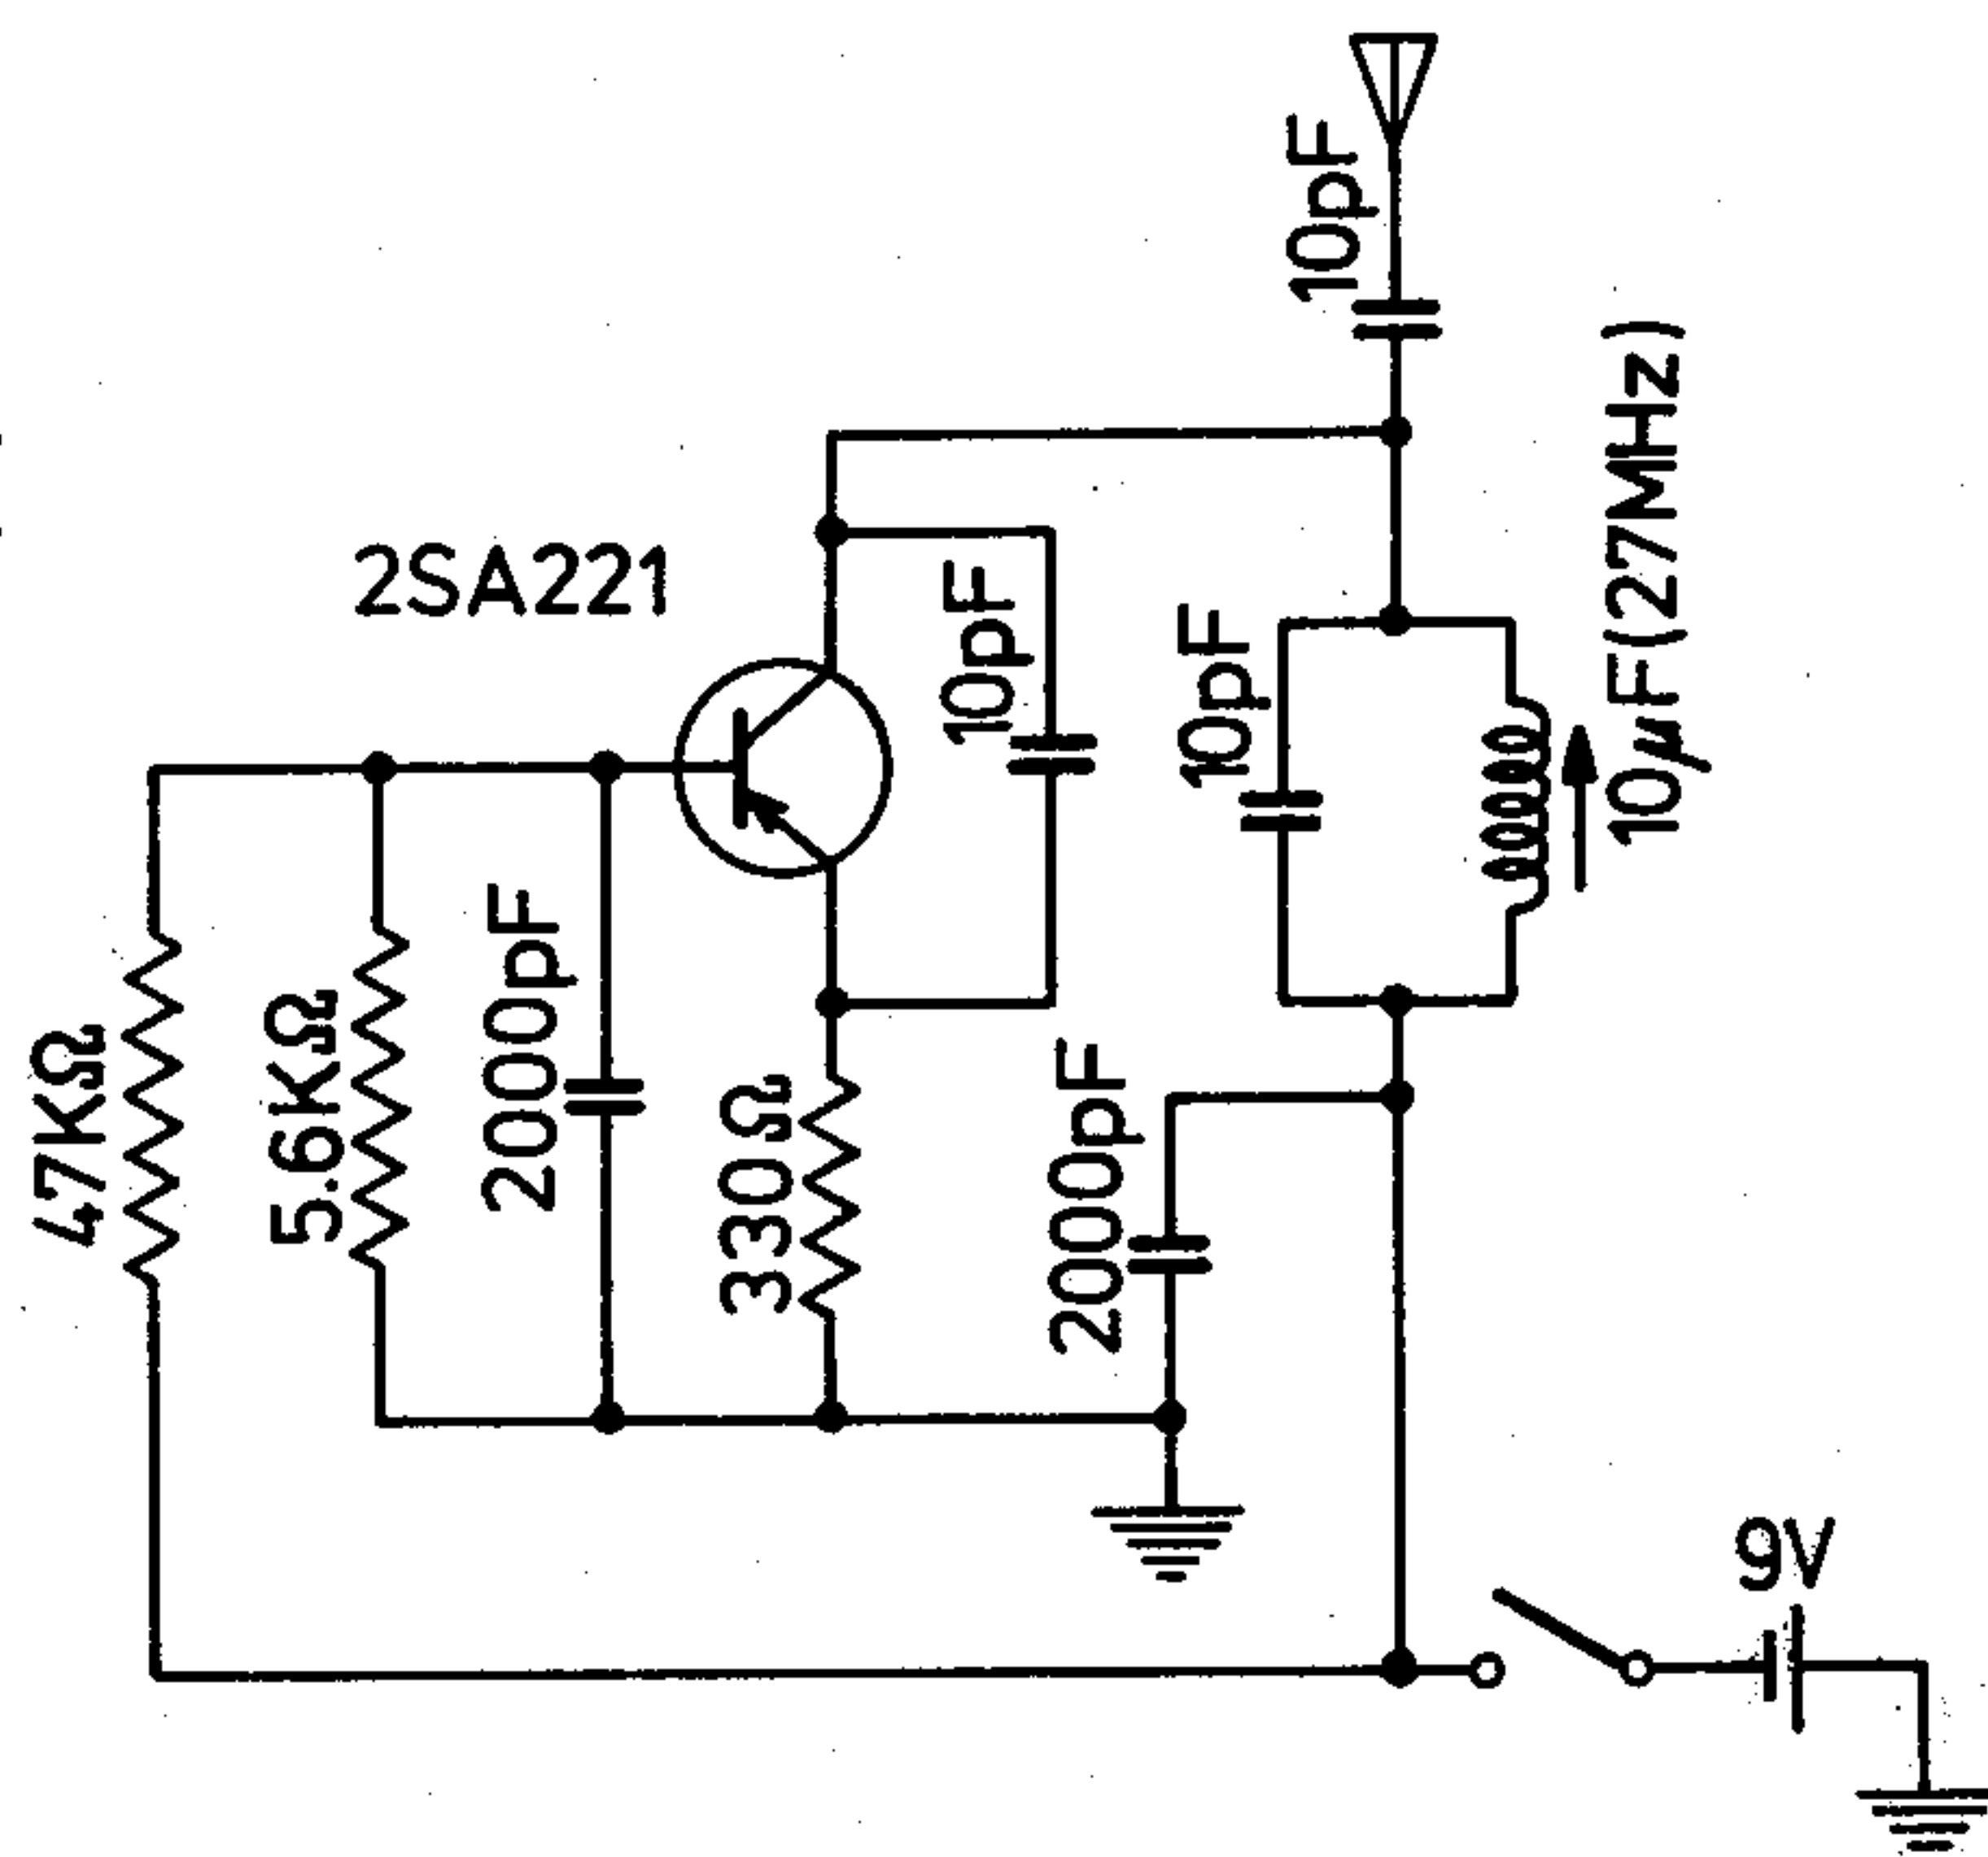 10pF
2SA221
10pF
10pF
10μF(27MHz)
47KΩ
5.6KΩ
2000pF
330Ω
2000pF
9V